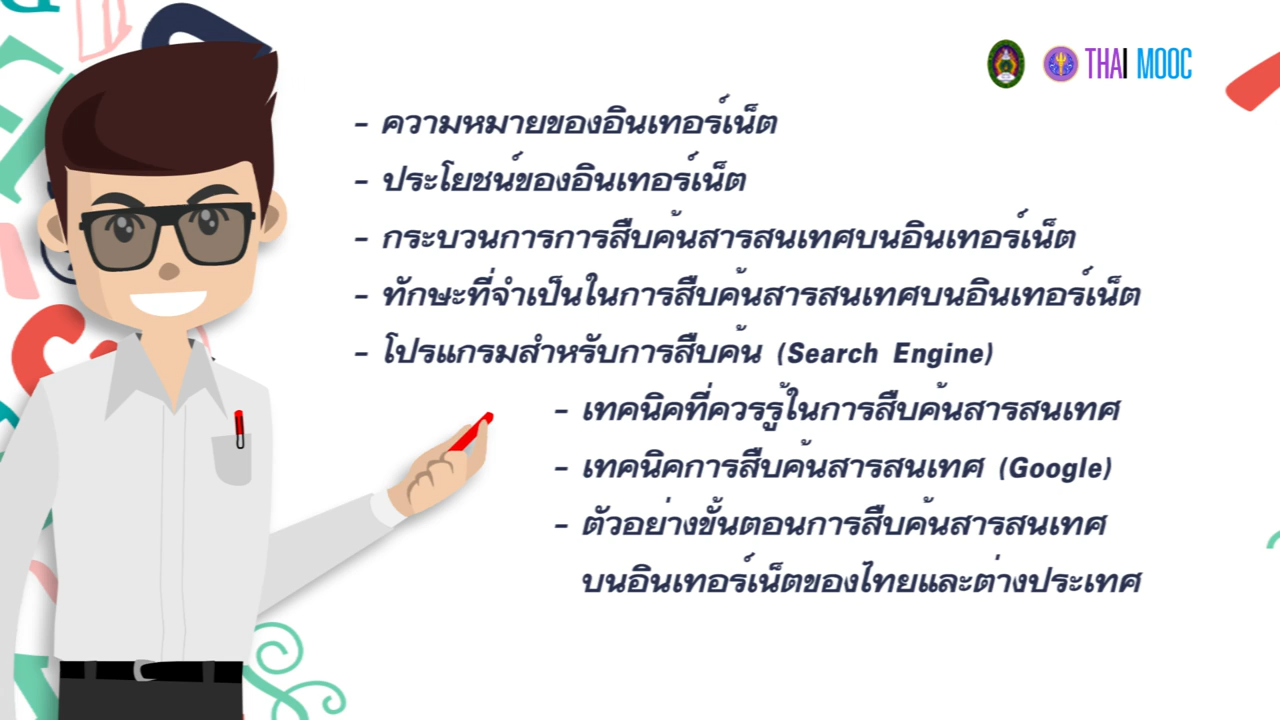 THAI MOOC
- ความหมายของอินเทอร์เน็ต
- ประโยชน์ของอินเทอร์เน็ต
- กระบวนการการสืบค้นสารสนเทศบนอินเทอร์เน็ต
- ทักษะที่จำเป็นในการสืบค้นสารสนเทศบนอินเทอร์เน็ต
- โปรแกรมสำหรับการสืบค้น (Search Engine)
- เทคนิคที่ควรรู้ในการสืบค้นสารสนเทศ
- เทคนิคการสืบค้นสารสนเทศ (Google)
- ตัวอย่างขั้นตอนการสืบค้นสารสนเทศ
บนอินเทอร์เน็ตของไทยและต่างประเทศ